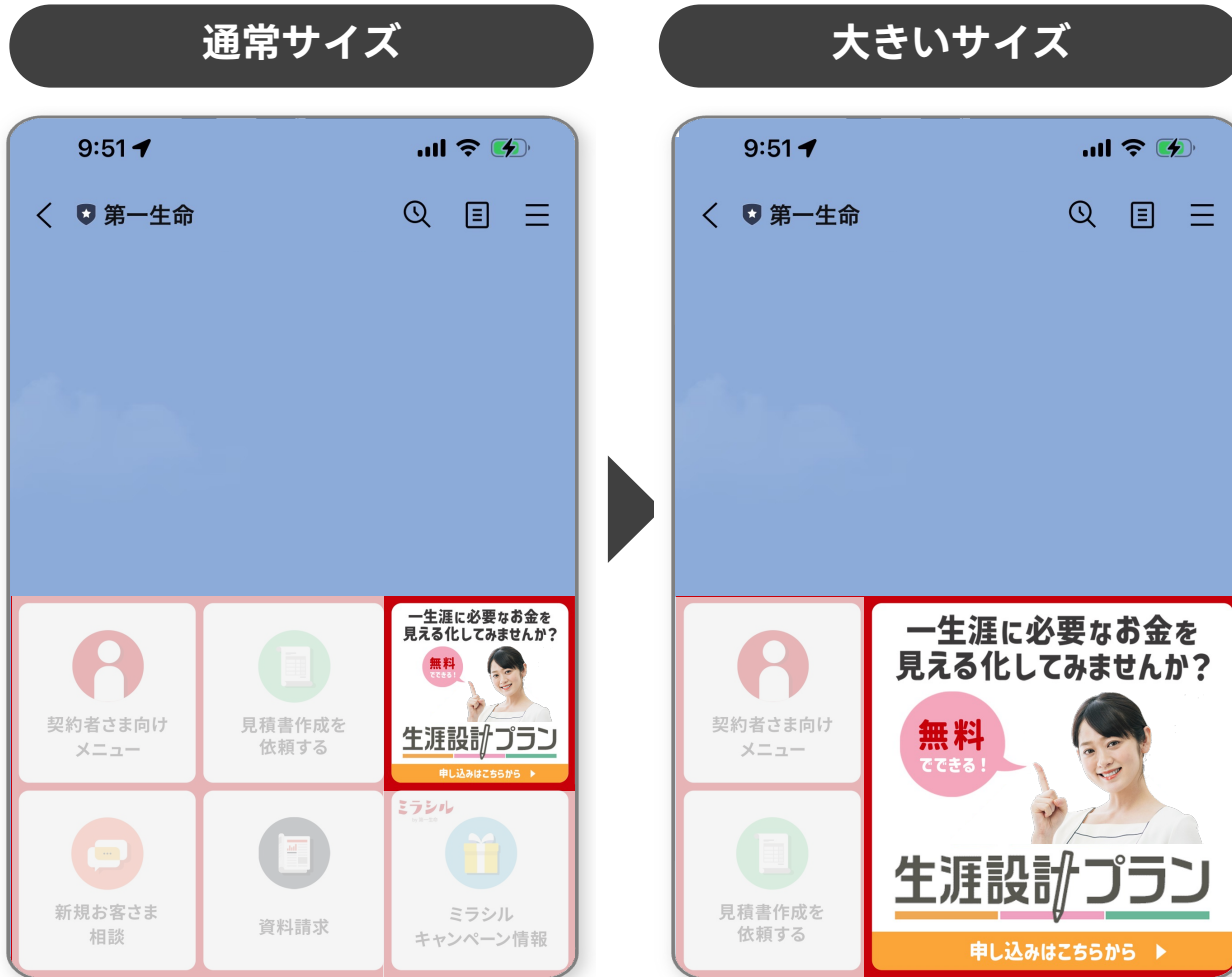 通常サイズ
9:51
第一生命
契約者さま向け
メニュー
見積書作成を
依頼する
一生涯に必要なお金を
見える化してみませんか?
無料
でできる!
生涯設計プラン
申し込みはこちらから
新規お客さま
相談
資料請求
ミラシル
ミラシル
キャンペーン情報
大きいサイズ
9:51
第一生命
契約者さま向け
メニュー
見積書作成を
依頼する
一生涯に必要なお金を
見える化してみませんか?
無料
でできる!
生涯設計プラン
申し込みはこちらから